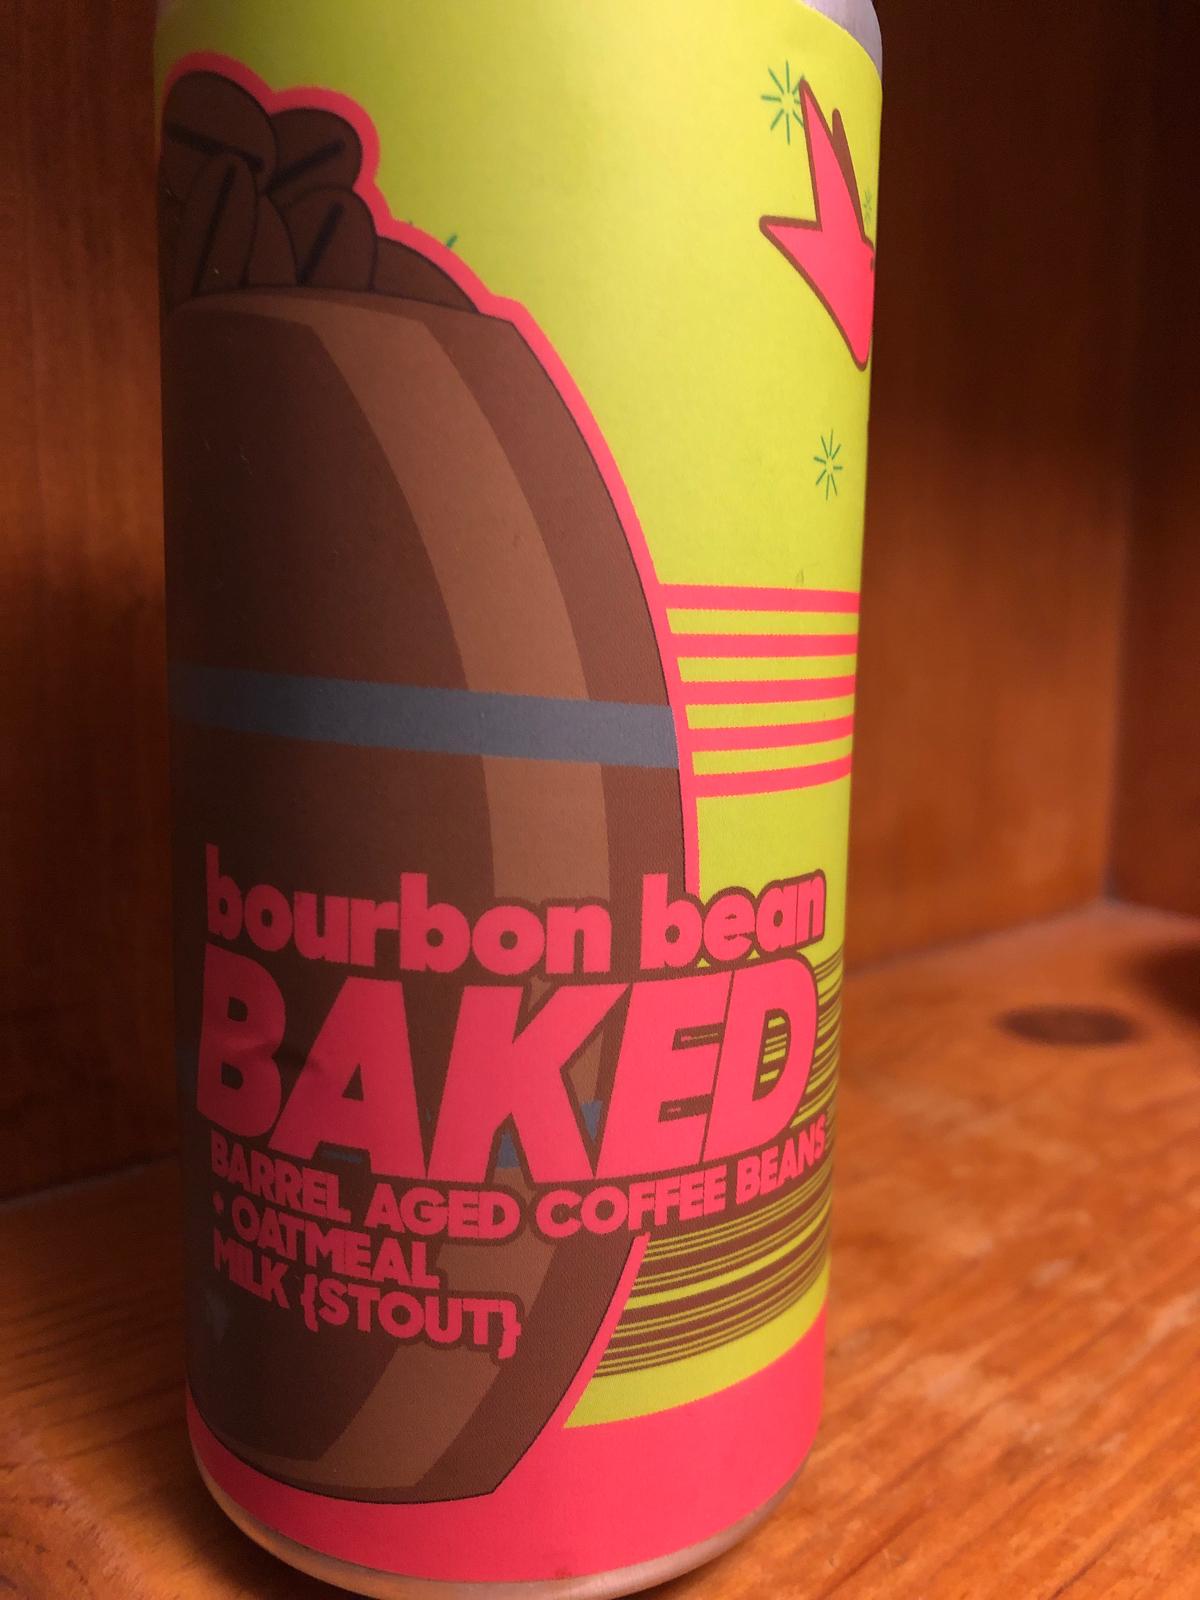 bourbon bean
BAKED
BARREL AGED COFFEE BEANS
• OATMEAL
MILK {STOUT}